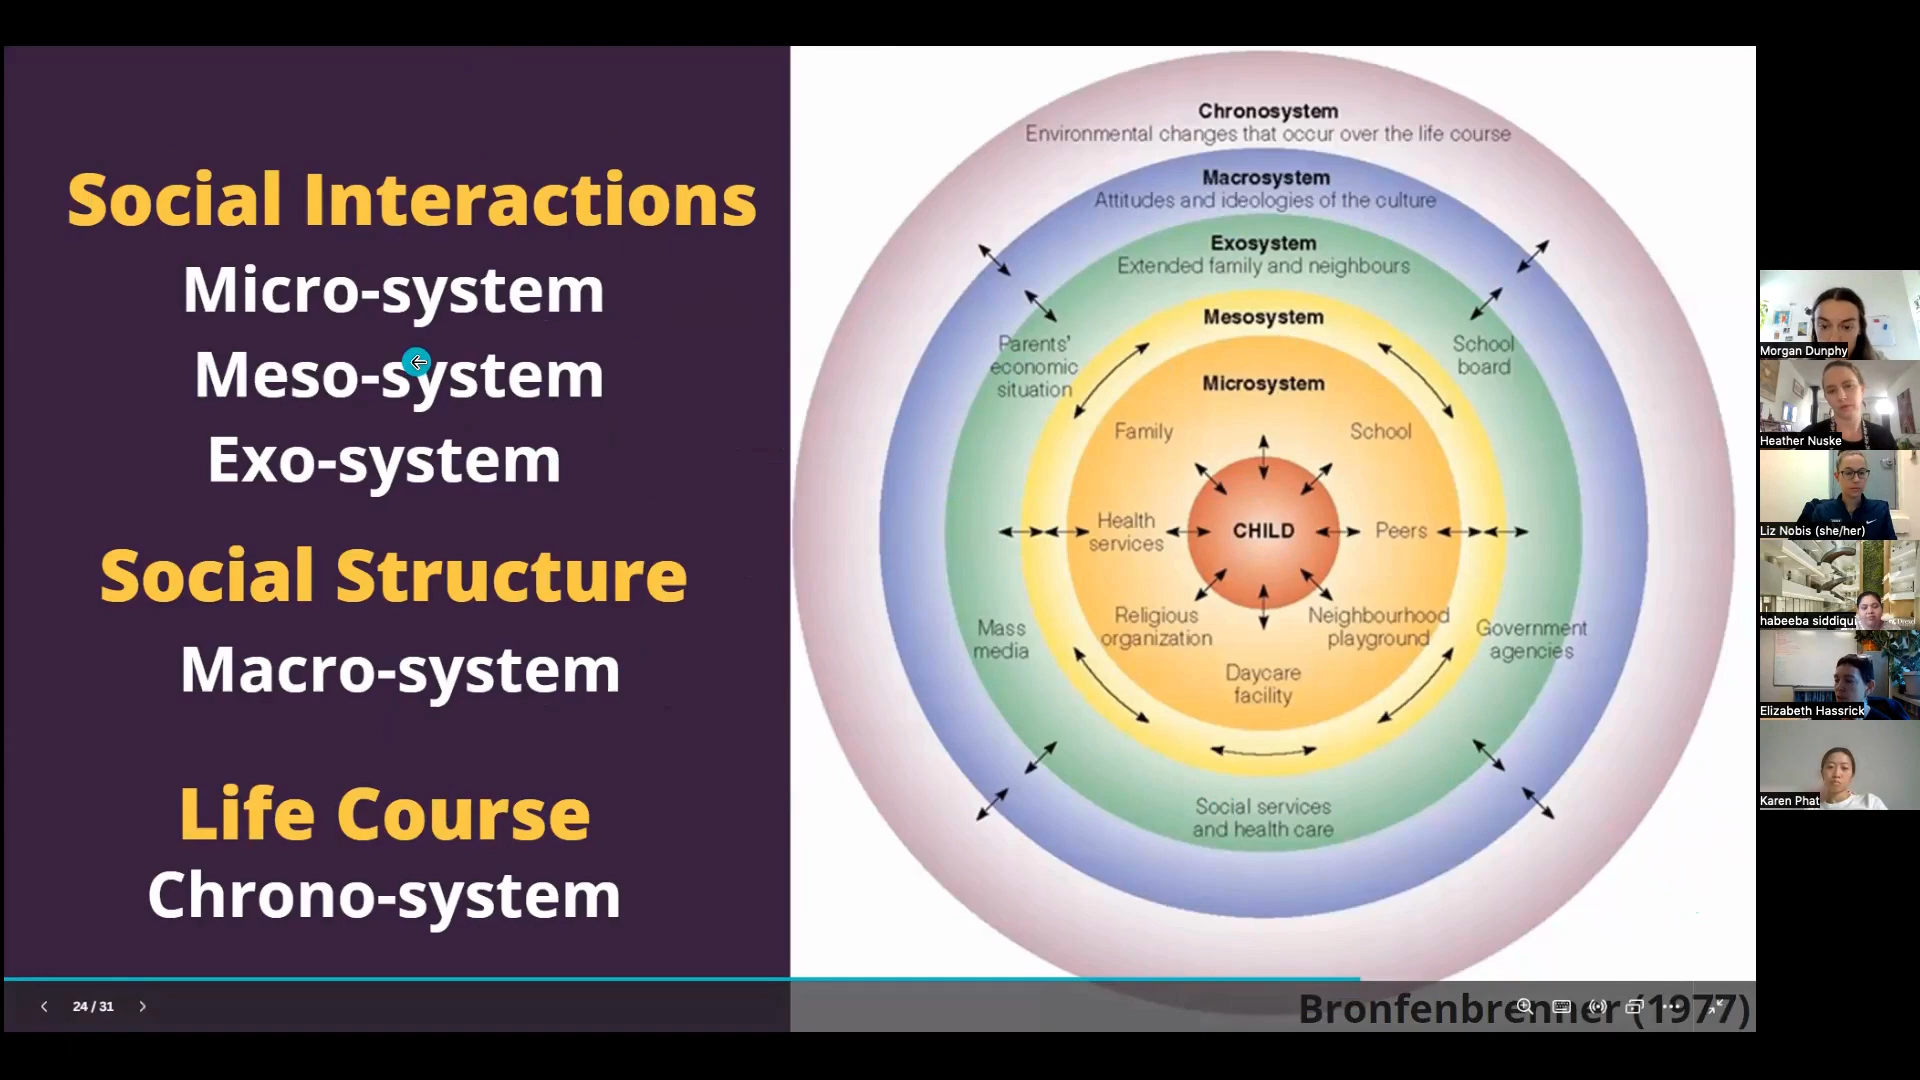 Social Interactions
Micro-system
Meso-system
Exo-system
Social Structure
Macro-system
Life Course
Chrono-system
24 / 31
Chronosystem
Environmental changes that occur over the life course
Macrosystem
Attitudes and ideologies of the culture
Exosystem
Extended family and neighbours
Mesosystem
Parents'
economic
situation
School
board
Microsystem
Family
School
Health
services
CHILD
Peers
Religious
organization
Neighbourhood
playground
Mass
media
Government
agencies
Daycare
facility
Social services
and health care
Bronfenbrenner (1977)
Morgan Dunphy
Heather Nuske
Liz Nobis (she/her)
habeeba siddiqui
Drexel
Elizabeth Hassrick
Karen Phat